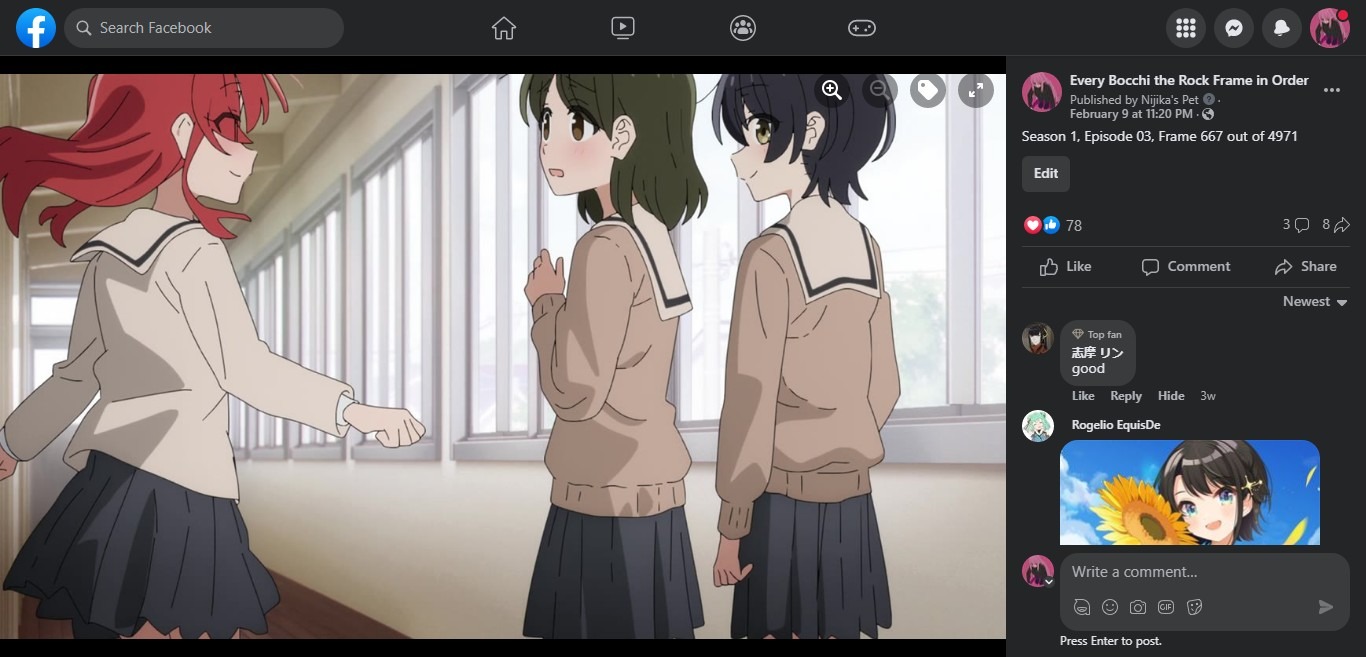 Search Facebook
Every Bocchi the Rock Frame in Order
Published by Nijika's Pet ·
February 9 at 11:20 PM ·
Season 1, Episode 03, Frame 667 out of 4971
Edit
78
3
8
Like
Comment
Share
Newest
Top fan
志摩 リン
good
Like Reply Hide 3w
Rogelio EquisDe
Write a comment...
GIF
Press Enter to post.